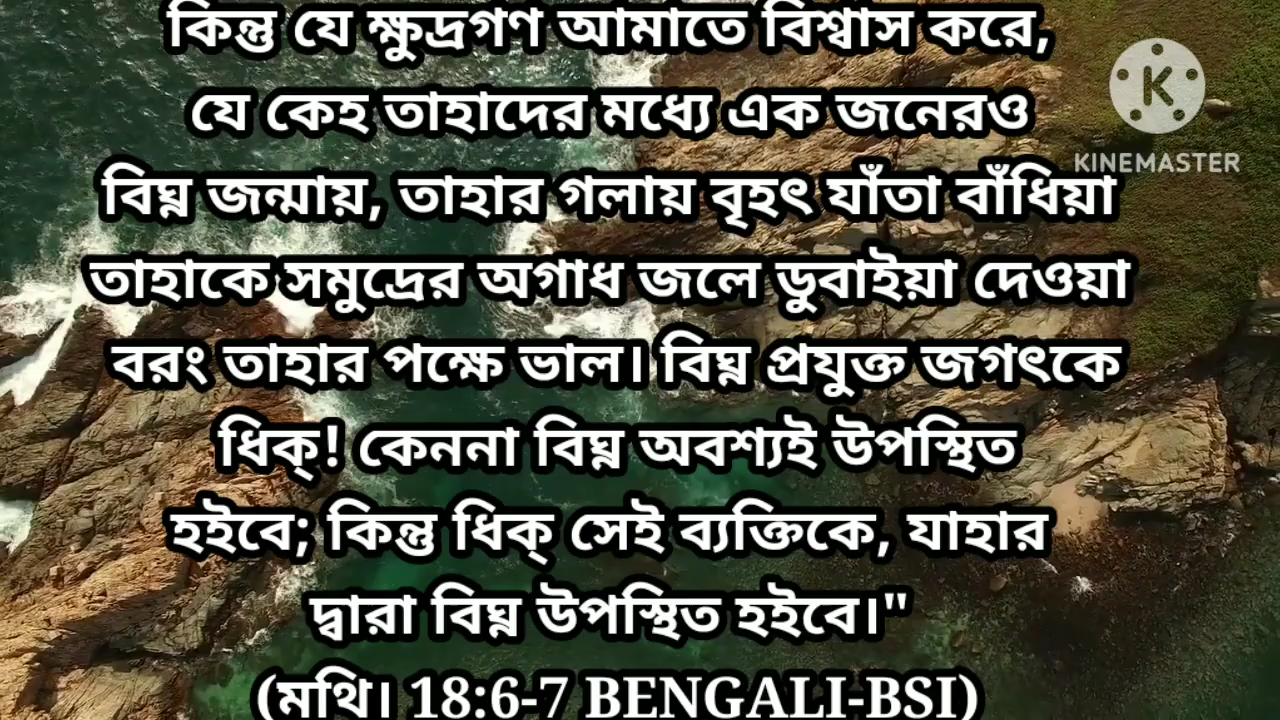 কিন্তু যে ক্ষুদ্রগণ আমাতে বিশ্বাস করে,
যে কেহ তাহাদের মধ্যে এক জনেরও
বিঘ্ন জন্মায়, তাহার গলায় বৃহৎ যাঁতা বাঁধিয়া
তাহাকে সমুদ্রের অগাধ জলে ডুবাইয়া দেওয়া
বরং তাহার পক্ষে ভাল। বিঘ্ন প্রযুক্ত জগৎকে
ধিক্! কেননা বিঘ্ন অবশ্যই উপস্থিত
হইবে; কিন্তু ধিক্ সেই ব্যক্তিকে, যাহার
দ্বারা বিঘ্ন উপস্থিত হইবে।"
(মথি। 18:6-7 BENGALI-BSI)
K
KINEMASTER